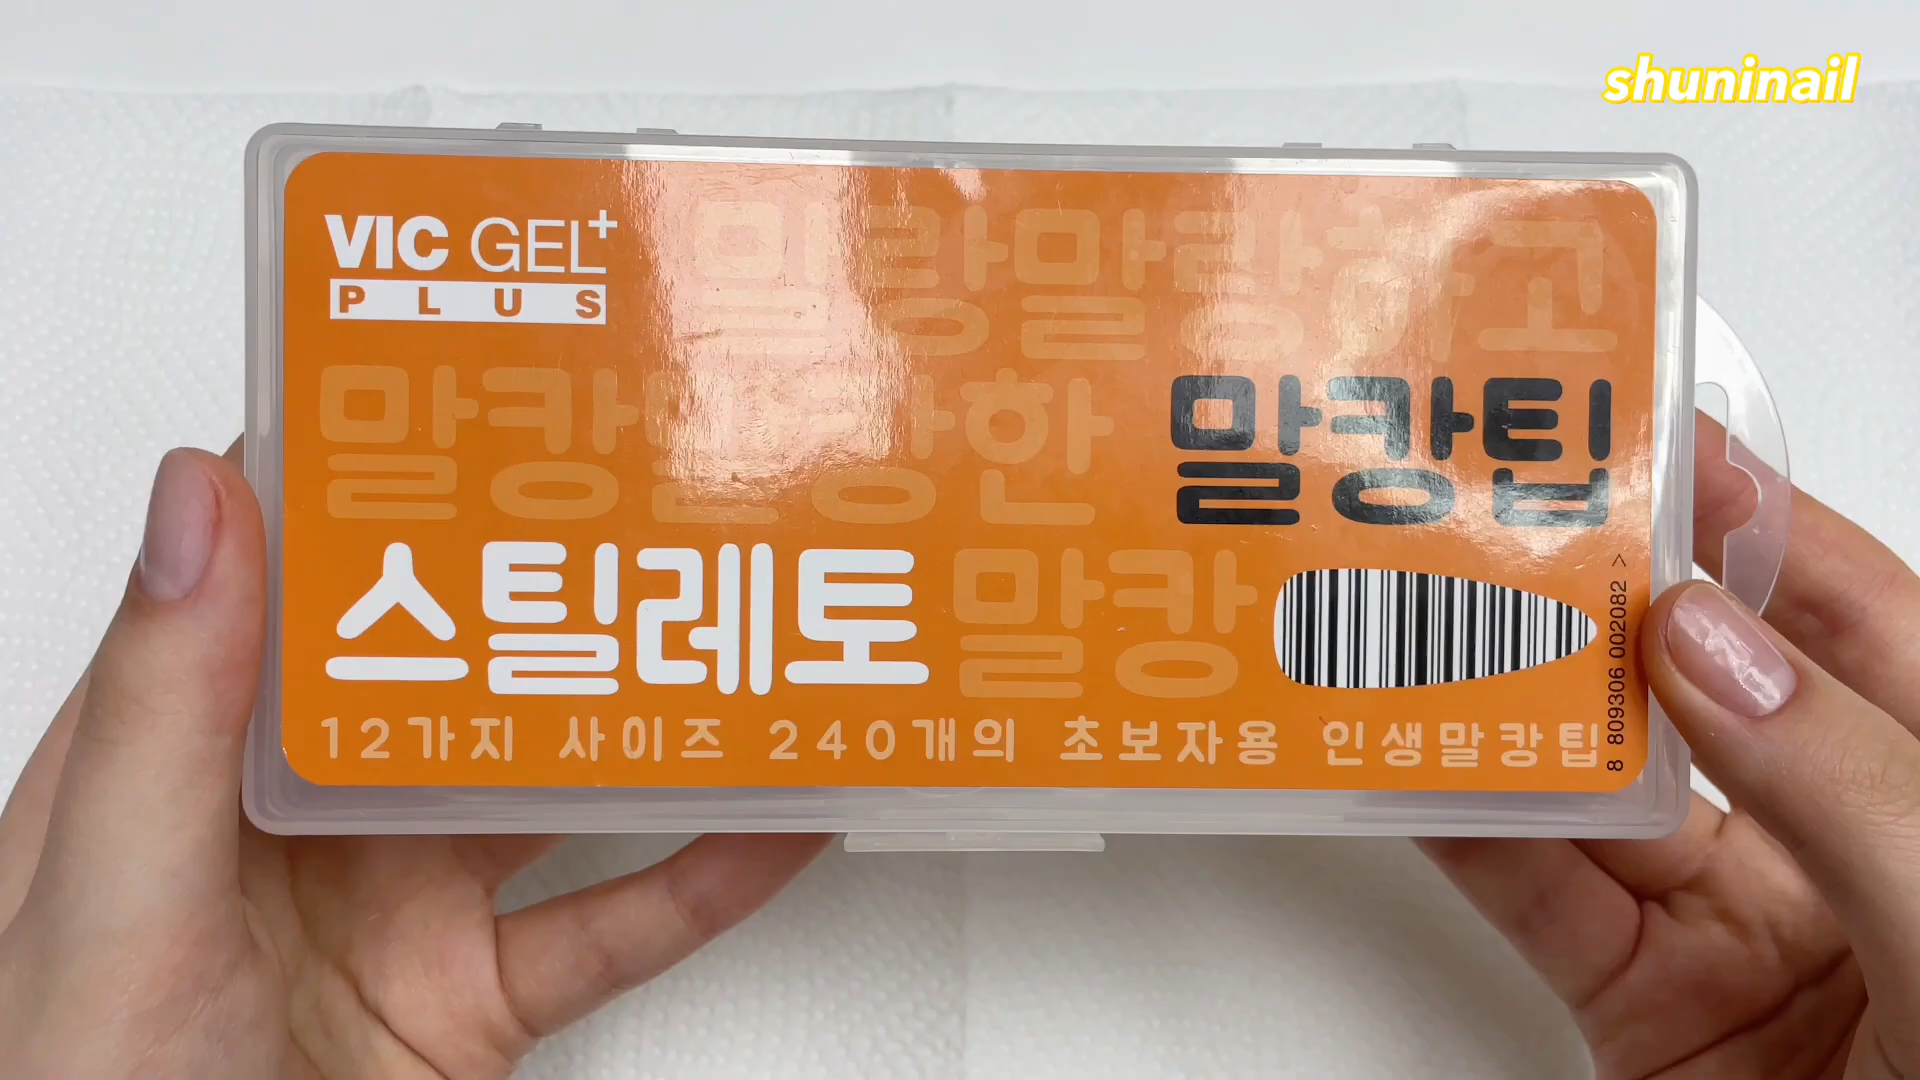 shuninail
VIC GEL+
PLUS
말랑말랑하고
말캉말캉한 말캉팁
스틸레토 말캉
12가지 사이즈 240개의 초보자용 인생말캉팁
8 809306 002082 >